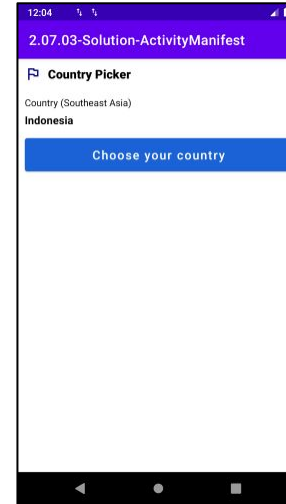 12:04
2.07.03-Solution-ActivityManifest
Country Picker
Country (Southeast Asia)
Indonesia
Choose your country